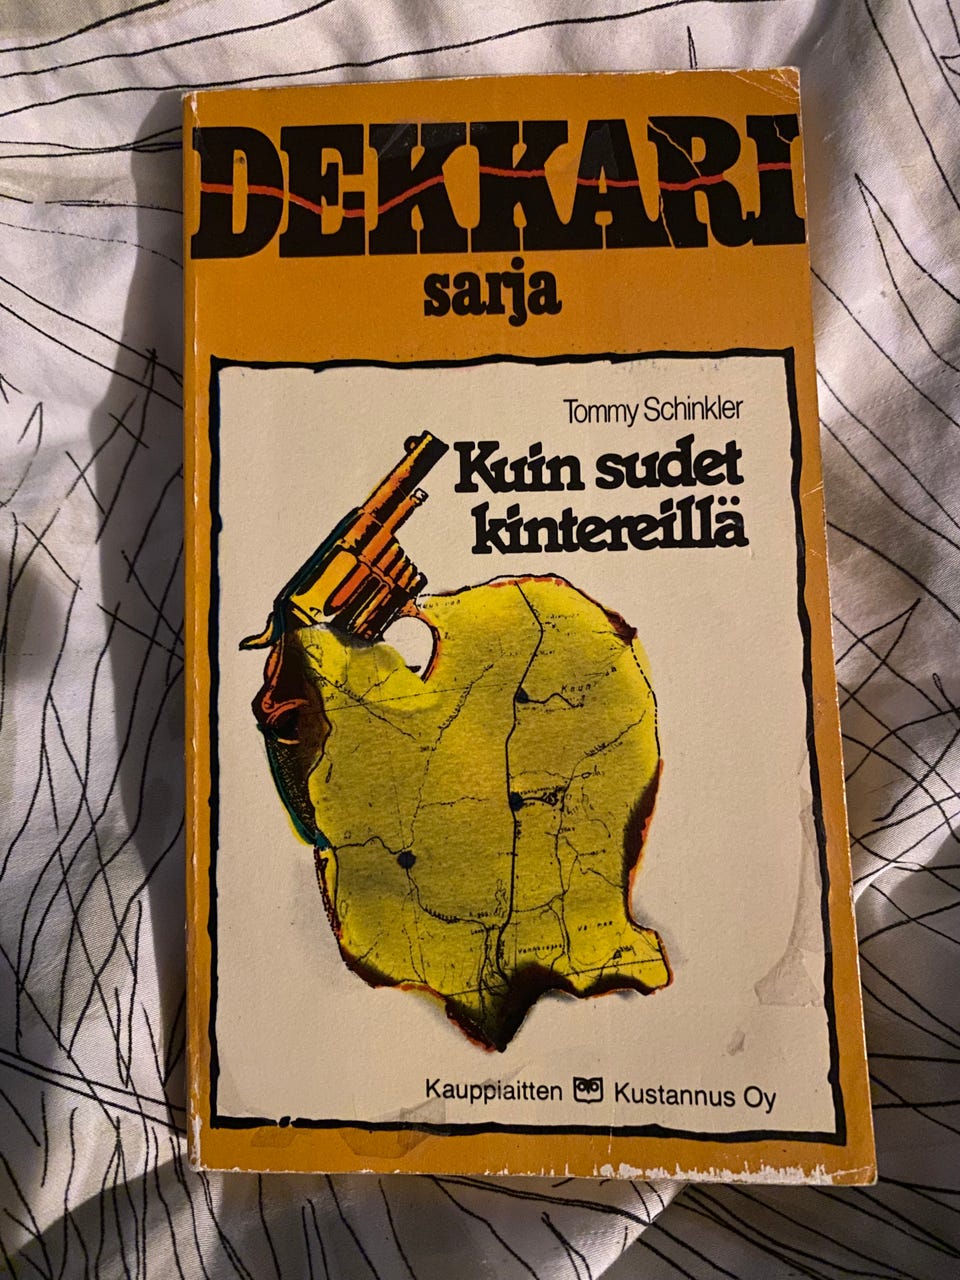 DEKKARI
sarja
Tommy Schinkler
Kuin sudet
kintereillä
Kauppiaitten Kustannus Oy